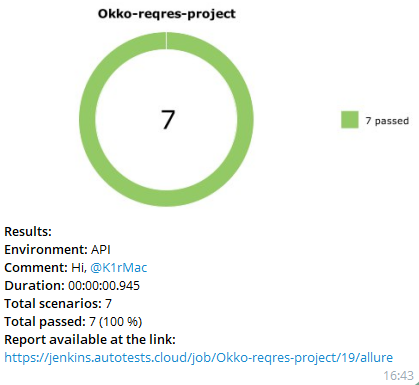 Okko-reqres-project
7
7 passed
Results:
Environment: API
Comment: Hi, @K1rMac
Duration: 00:00:00.945
Total scenarios: 7
Total passed: 7 (100 %)
Report available at the link:
https://jenkins.autotests.cloud/job/Okko-reqres-project/19/allure
16:43